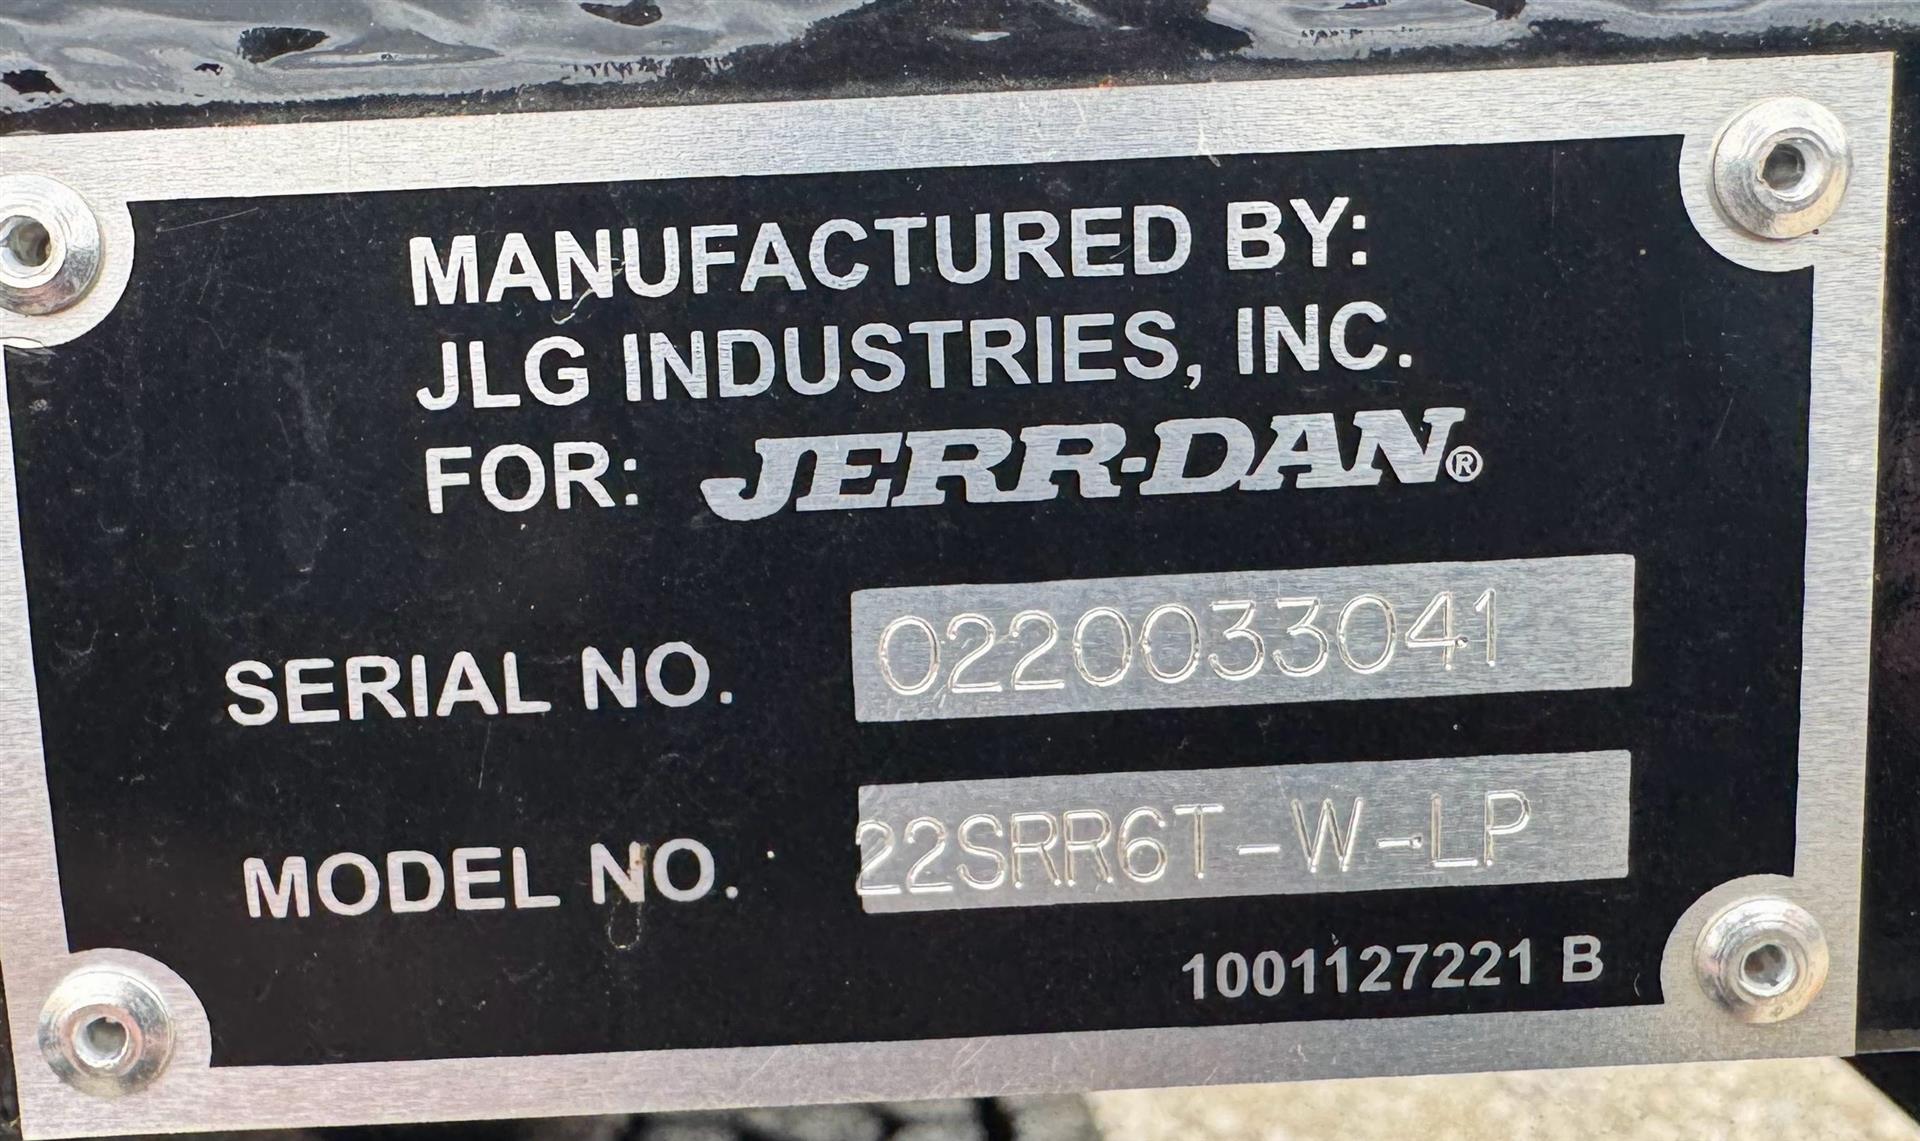 MANUFACTURED BY:
JLG INDUSTRIES, INC.
FOR: JERR-DAN®
SERIAL NO. 0220033041
MODEL NO. 22SRR6T-W-LP
1001127221 B